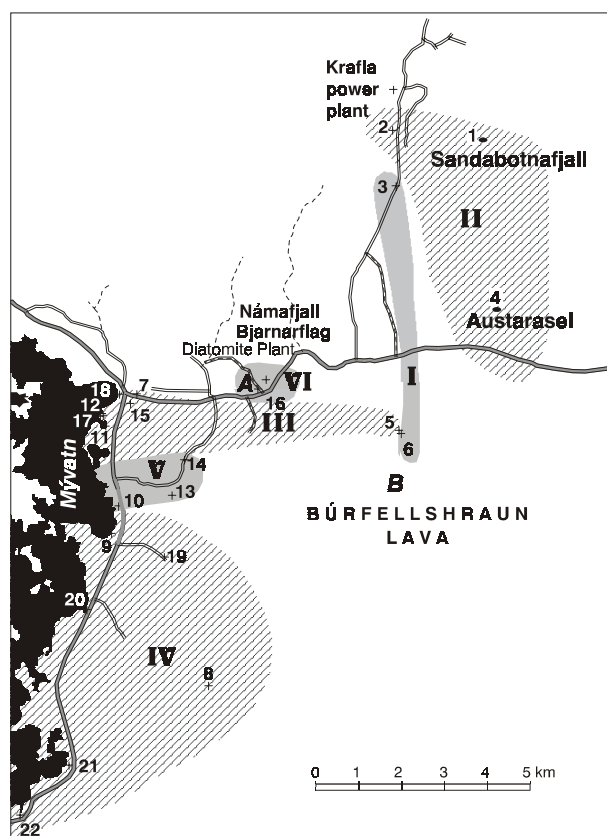 Krafla
power
plant
2
1
Sandabotnafjall
3
II
4
Austarasel
Námafjall
Bjarnarflag
Diatomite Plant
A
VI
16
I
18
7
12
15
17
III
11
5
6
Mývatn
V
14
13
B
10
BÚRFELLSHRAUN
LAVA
9
19
20
IV
8
21
22
0 1 2 3 4 5 km